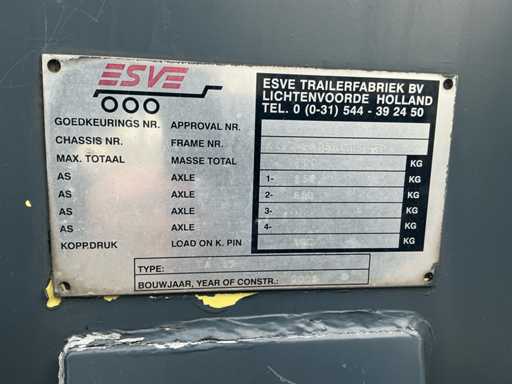 ESVE
ESVE TRAILERFABRIEK BV
LICHTENVOORDE HOLLAND
TEL. 0 (0-31) 544 - 39 24 50
GOEDKEURINGS NR. APPROVAL NR.
CHASSIS NR. FRAME NR.
MAX. TOTAAL MASSE TOTAL KG
AS AXLE 1- KG
AS AXLE 2- KG
AS AXLE 3- KG
AS AXLE 4- KG
KOPP.DRUK LOAD ON K. PIN KG
TYPE:
BOUWJAAR, YEAR OF CONSTR.: